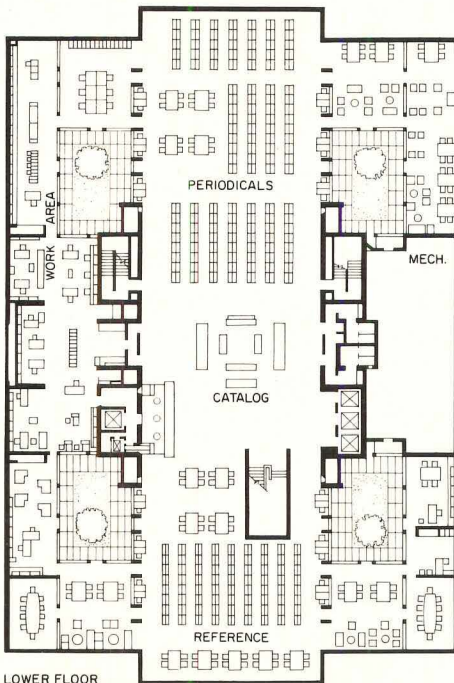 PERIODICALS
WORK AREA
MECH.
CATALOG
REFERENCE
LOWER FLOOR